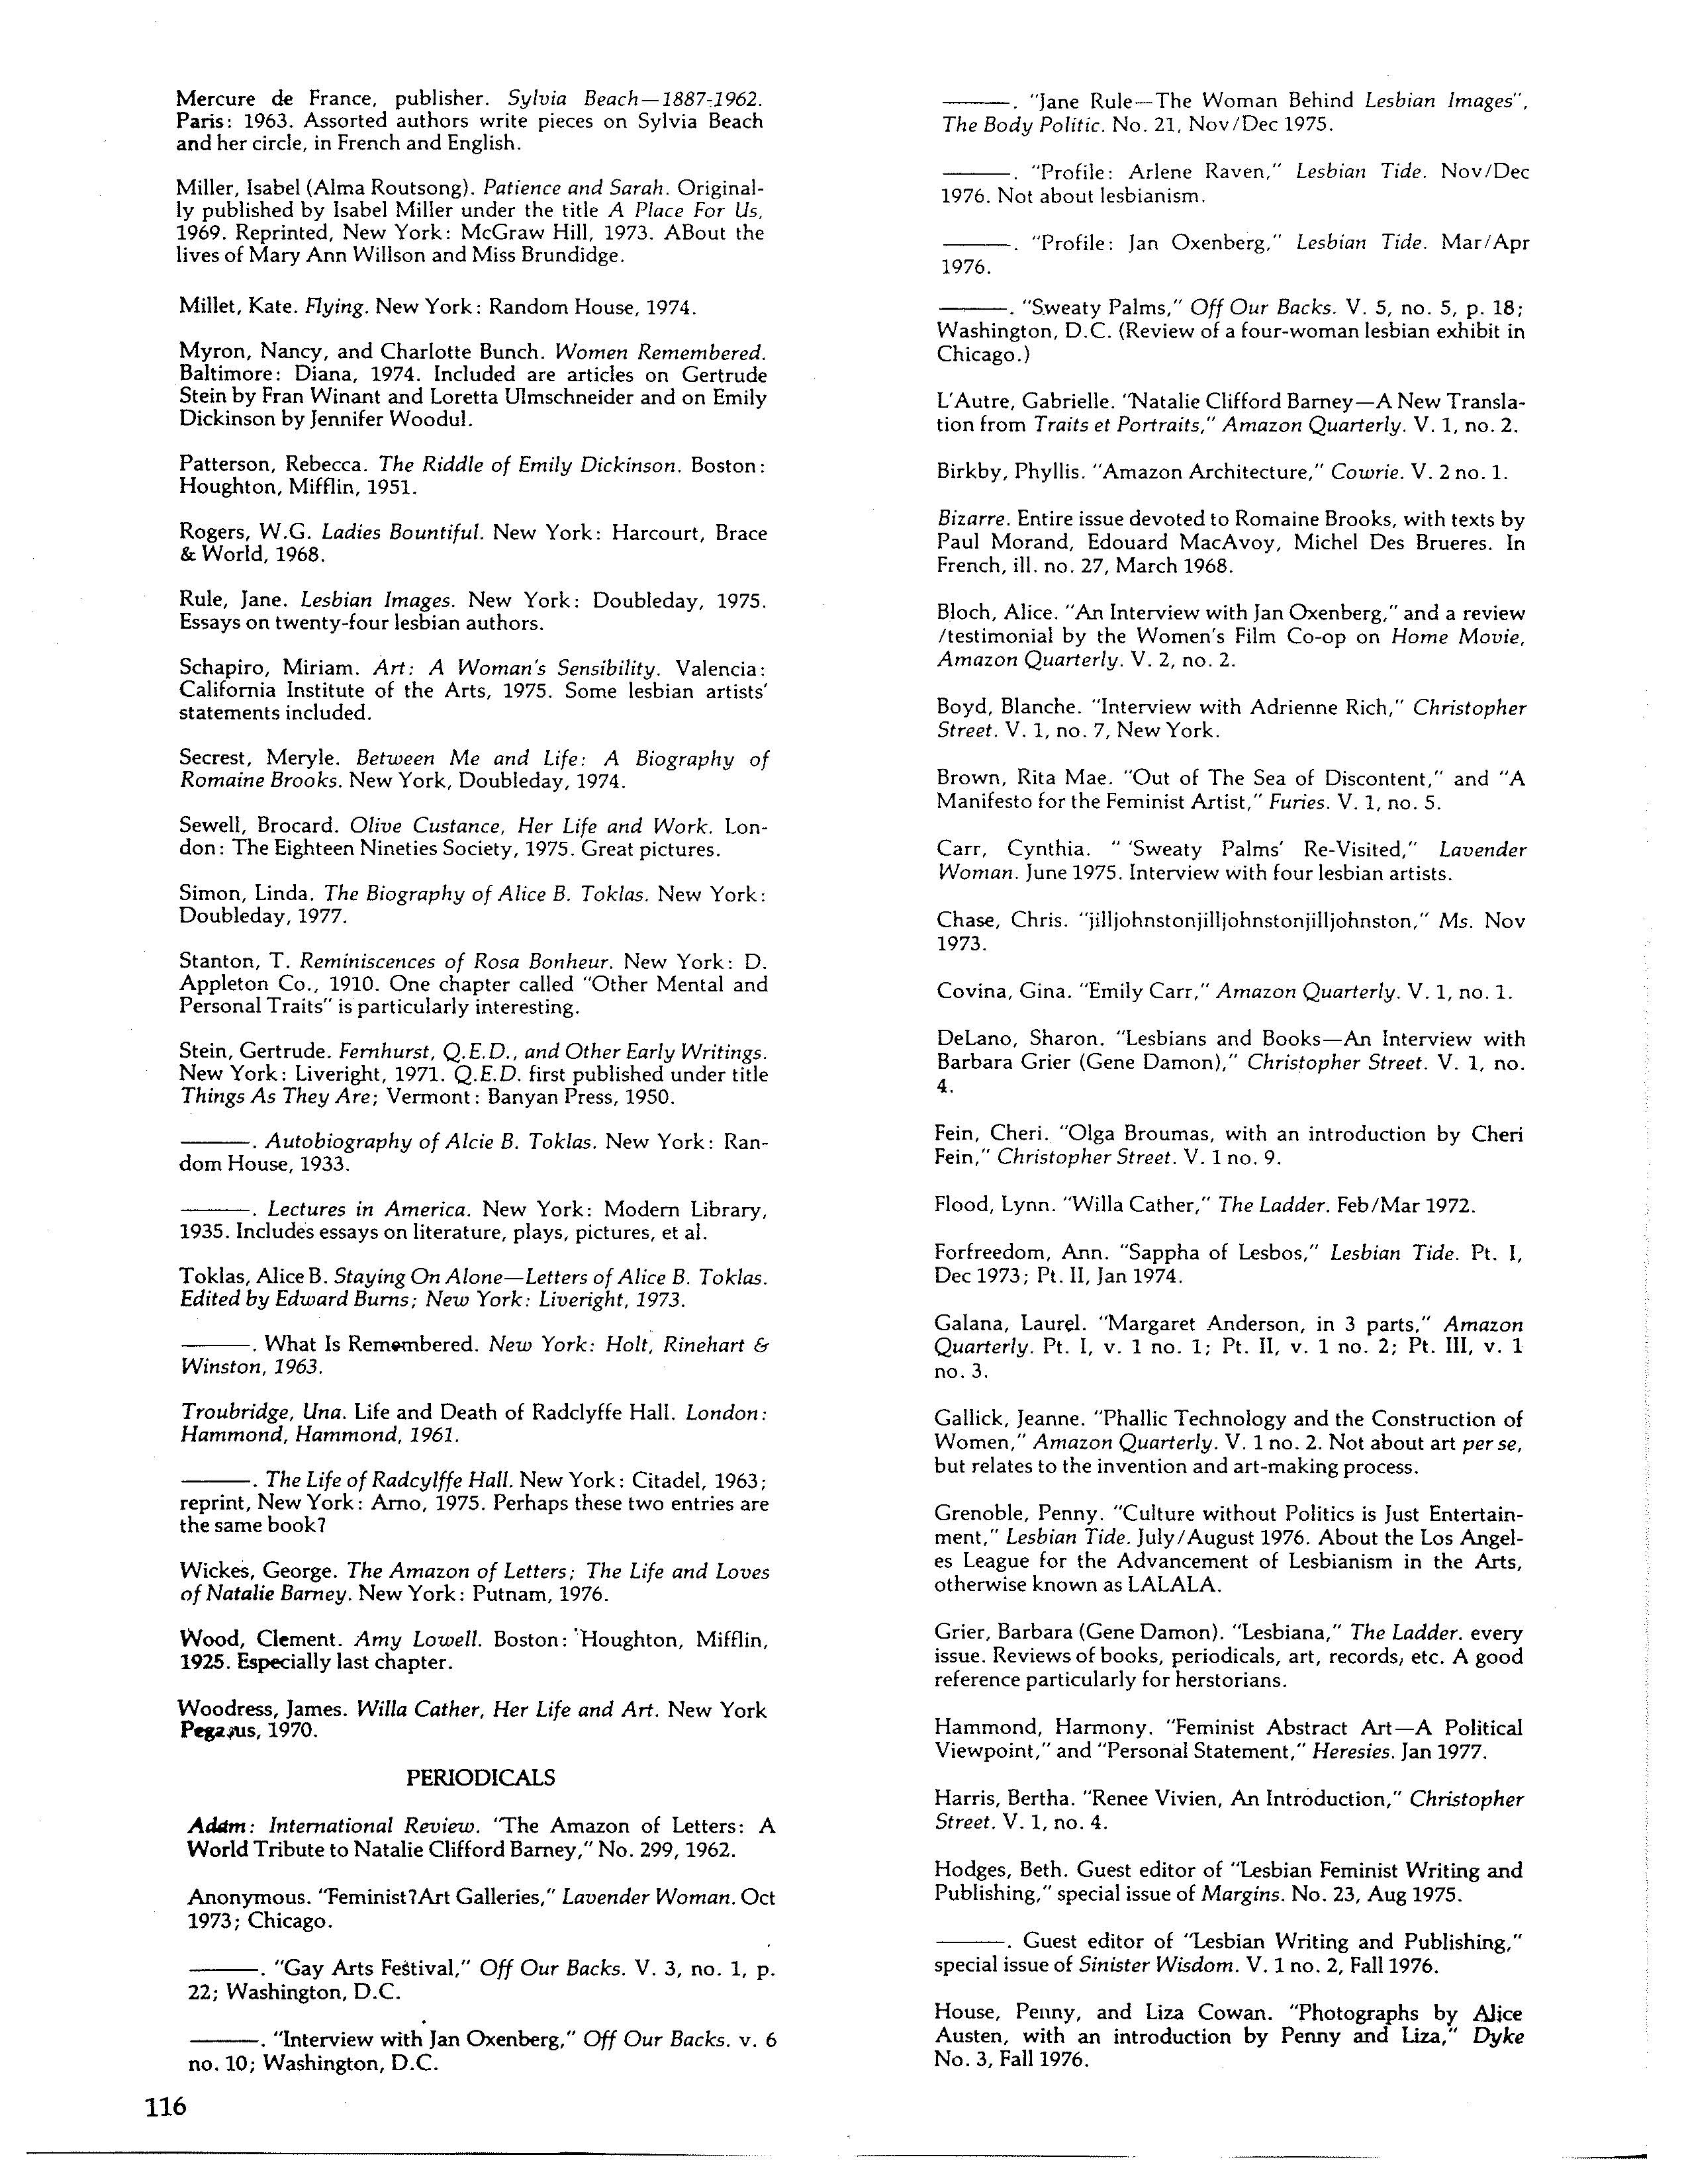 Mercure de France, publisher. Sylvia Beach—1887-1962.
Paris: 1963. Assorted authors write pieces on Sylvia Beach
and her circle, in French and English.
Miller, Isabel (Alma Routsong). Patience and Sarah. Original-
ly published by Isabel Miller under the title A Place For Us,
1969. Reprinted, New York: McGraw Hill, 1973. ABout the
lives of Mary Ann Willson and Miss Brundidge.
Millet, Kate. Flying. New York: Random House, 1974.
Myron, Nancy, and Charlotte Bunch. Women Remembered.
Baltimore: Diana, 1974. Included are articles on Gertrude
Stein by Fran Winant and Loretta Ulmschneider and on Emily
Dickinson by Jennifer Woodul.
Patterson, Rebecca. The Riddle of Emily Dickinson. Boston:
Houghton, Mifflin, 1951.
Rogers, W.G. Ladies Bountiful. New York: Harcourt, Brace
& World, 1968.
Rule, Jane. Lesbian Images. New York: Doubleday, 1975.
Essays on twenty-four lesbian authors.
Schapiro, Miriam. Art: A Woman's Sensibility. Valencia:
California Institute of the Arts, 1975. Some lesbian artists'
statements included.
Secrest, Meryle. Between Me and Life: A Biography of
Romaine Brooks. New York, Doubleday, 1974.
Sewell, Brocard. Olive Custance, Her Life and Work. Lon-
don: The Eighteen Nineties Society, 1975. Great pictures.
Simon, Linda. The Biography of Alice B. Toklas. New York:
Doubleday, 1977.
Stanton, T. Reminiscences of Rosa Bonheur. New York: D.
Appleton Co., 1910. One chapter called "Other Mental and
Personal Traits" is particularly interesting.
Stein, Gertrude. Fernhurst, Q.E.D., and Other Early Writings.
New York: Liveright, 1971. Q.E.D. first published under title
Things As They Are; Vermont: Banyan Press, 1950.
———. Autobiography of Alcie B. Toklas. New York: Ran-
dom House, 1933.
———. Lectures in America. New York: Modern Library,
1935. Includes essays on literature, plays, pictures, et al.
Toklas, Alice B. Staying On Alone—Letters of Alice B. Toklas.
Edited by Edward Burns; New York: Liveright, 1973.
———. What Is Remembered. New York: Holt, Rinehart &
Winston, 1963.
Troubridge, Una. Life and Death of Radclyffe Hall. London:
Hammond, Hammond, 1961.
———. The Life of Radcylffe Hall. New York: Citadel, 1963;
reprint, New York: Arno, 1975. Perhaps these two entries are
the same book?
Wickes, George. The Amazon of Letters; The Life and Loves
of Natalie Barney. New York: Putnam, 1976.
Wood, Clement. Amy Lowell. Boston: Houghton, Mifflin,
1925. Especially last chapter.
Woodress, James. Willa Cather, Her Life and Art. New York
Pegasus, 1970.
PERIODICALS
Adam: International Review. "The Amazon of Letters: A
World Tribute to Natalie Clifford Barney," No. 299, 1962.
Anonymous. "Feminist?Art Galleries," Lavender Woman. Oct
1973; Chicago.
———. "Gay Arts Festival," Off Our Backs. V. 3, no. 1, p.
22; Washington, D.C.
———. "Interview with Jan Oxenberg," Off Our Backs. v. 6
no. 10; Washington, D.C.
116
———. "Jane Rule—The Woman Behind Lesbian Images",
The Body Politic. No. 21, Nov/Dec 1975.
———. "Profile: Arlene Raven," Lesbian Tide. Nov/Dec
1976. Not about lesbianism.
———. "Profile: Jan Oxenberg," Lesbian Tide. Mar/Apr
1976.
———. "Sweaty Palms," Off Our Backs. V. 5, no. 5, p. 18;
Washington, D.C. (Review of a four-woman lesbian exhibit in
Chicago.)
L'Autre, Gabrielle. "Natalie Clifford Barney—A New Transla-
tion from Traits et Portraits," Amazon Quarterly. V. 1, no. 2.
Birkby, Phyllis. "Amazon Architecture," Cowrie. V. 2 no. 1.
Bizarre. Entire issue devoted to Romaine Brooks, with texts by
Paul Morand, Edouard MacAvoy, Michel Des Brueres. In
French, ill. no. 27, March 1968.
Bloch, Alice. "An Interview with Jan Oxenberg," and a review
/testimonial by the Women's Film Co-op on Home Movie,
Amazon Quarterly. V. 2, no. 2.
Boyd, Blanche. "Interview with Adrienne Rich," Christopher
Street. V. 1, no. 7, New York.
Brown, Rita Mae. "Out of The Sea of Discontent," and "A
Manifesto for the Feminist Artist," Furies. V. 1, no. 5.
Carr, Cynthia. " 'Sweaty Palms' Re-Visited," Lavender
Woman. June 1975. Interview with four lesbian artists.
Chase, Chris. "jilljohnstonjilljohnstonjilljohnston," Ms. Nov
1973.
Covina, Gina. "Emily Carr," Amazon Quarterly. V. 1, no. 1.
DeLano, Sharon. "Lesbians and Books—An Interview with
Barbara Grier (Gene Damon)," Christopher Street. V. 1, no.
4.
Fein, Cheri. "Olga Broumas, with an introduction by Cheri
Fein," Christopher Street. V. 1 no. 9.
Flood, Lynn. "Willa Cather," The Ladder. Feb/Mar 1972.
Forfreedom, Ann. "Sappha of Lesbos," Lesbian Tide. Pt. I,
Dec 1973; Pt. II, Jan 1974.
Galana, Laurel. "Margaret Anderson, in 3 parts," Amazon
Quarterly. Pt. I, v. 1 no. 1; Pt. II, v. 1 no. 2; Pt. III, v. 1
no. 3.
Gallick, Jeanne. "Phallic Technology and the Construction of
Women," Amazon Quarterly. V. 1 no. 2. Not about art per se,
but relates to the invention and art-making process.
Grenoble, Penny. "Culture without Politics is Just Entertain-
ment," Lesbian Tide. July/August 1976. About the Los Angel-
es League for the Advancement of Lesbianism in the Arts,
otherwise known as LALALA.
Grier, Barbara (Gene Damon). "Lesbiana," The Ladder. every
issue. Reviews of books, periodicals, art, records, etc. A good
reference particularly for herstorians.
Hammond, Harmony. "Feminist Abstract Art—A Political
Viewpoint," and "Personal Statement," Heresies. Jan 1977.
Harris, Bertha. "Renee Vivien, An Introduction," Christopher
Street. V. 1, no. 4.
Hodges, Beth. Guest editor of "Lesbian Feminist Writing and
Publishing," special issue of Margins. No. 23, Aug 1975.
———. Guest editor of "Lesbian Writing and Publishing,"
special issue of Sinister Wisdom. V. 1 no. 2, Fall 1976.
House, Penny, and Liza Cowan. "Photographs by Alice
Austen, with an introduction by Penny and Liza," Dyke
No. 3, Fall 1976.